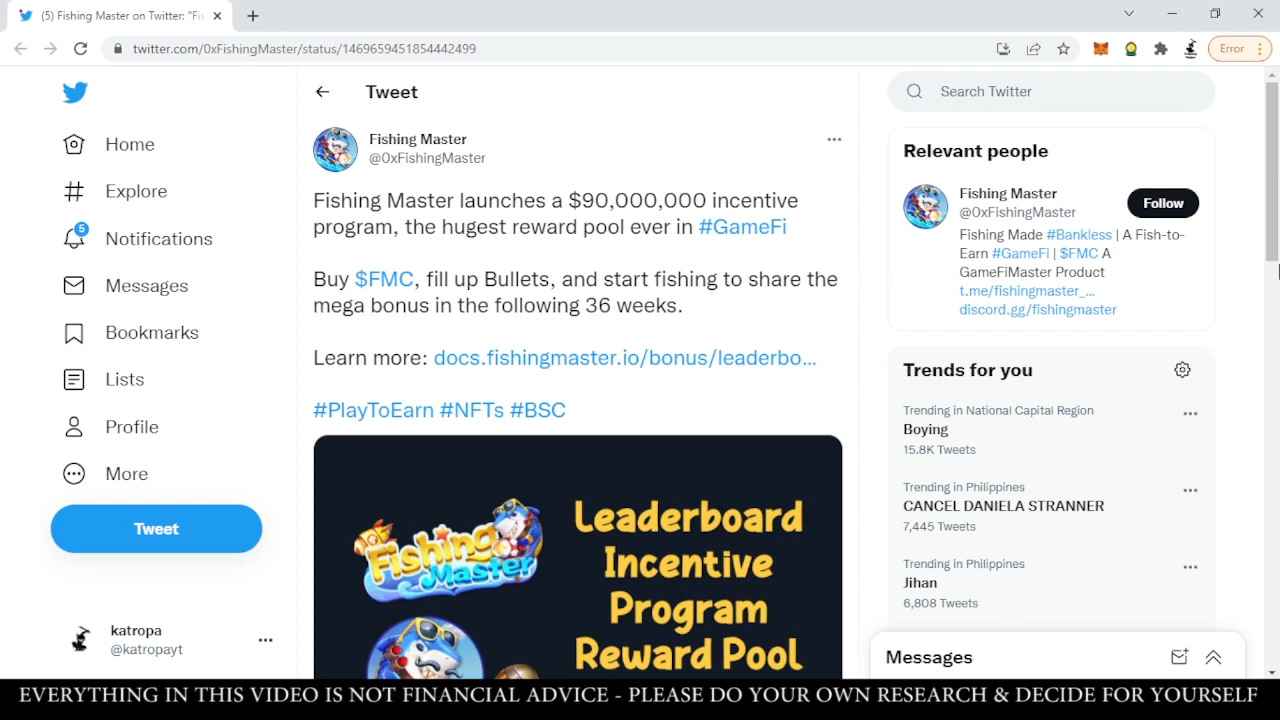 (5) Fishing Master on Twitter: "Fis
twitter.com/0xFishingMaster/status/1469659451854442499
Error
Home
Explore
5
Notifications
Messages
Bookmarks
Lists
Profile
More
Tweet
katropa
@katropayt
Tweet
Fishing Master
@0xFishingMaster
Fishing Master launches a $90,000,000 incentive
program, the hugest reward pool ever in #GameFi
Buy $FMC, fill up Bullets, and start fishing to share the
mega bonus in the following 36 weeks.
Learn more: docs.fishingmaster.io/bonus/leaderbo...
#PlayToEarn #NFTs #BSC
Fishing
Master
Leaderboard
Incentive
Program
Reward Pool
Search Twitter
Relevant people
Fishing Master
@0xFishingMaster
Follow
Fishing Made #Bankless | A Fish-to-
Earn #GameFi | $FMC A
GameFiMaster Product
t.me/fishingmaster_...
discord.gg/fishingmaster
Trends for you
Trending in National Capital Region
Boying
15.8K Tweets
Trending in Philippines
CANCEL DANIELA STRANNER
7,445 Tweets
Trending in Philippines
Jihan
6,808 Tweets
Messages
EVERYTHING IN THIS VIDEO IS NOT FINANCIAL ADVICE - PLEASE DO YOUR OWN RESEARCH & DECIDE FOR YOURSELF